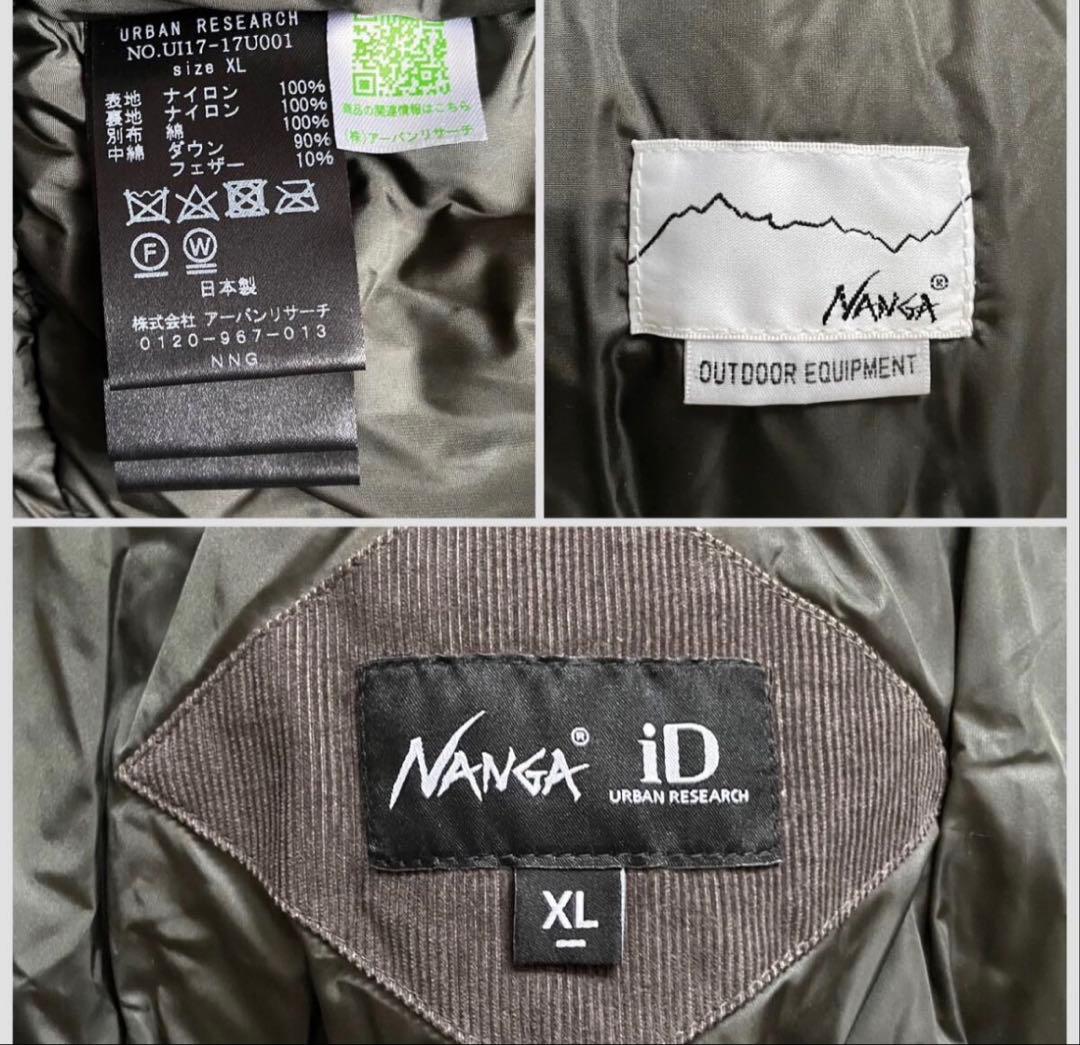 URBAN RESEARCH
NO.UI17-17U001
size XL
表地 ナイロン 100%
裏地 ナイロン 100%
別布 綿 100%
中綿 ダウン 90%
フェザー 10%
F W
日本製
株式会社 アーバンリサーチ
0120-967-013
NNG
商品の関連情報はこちら
(株)アーバンリサーチ
NANGA®
OUTDOOR EQUIPMENT
NANGA® iD
URBAN RESEARCH
XL